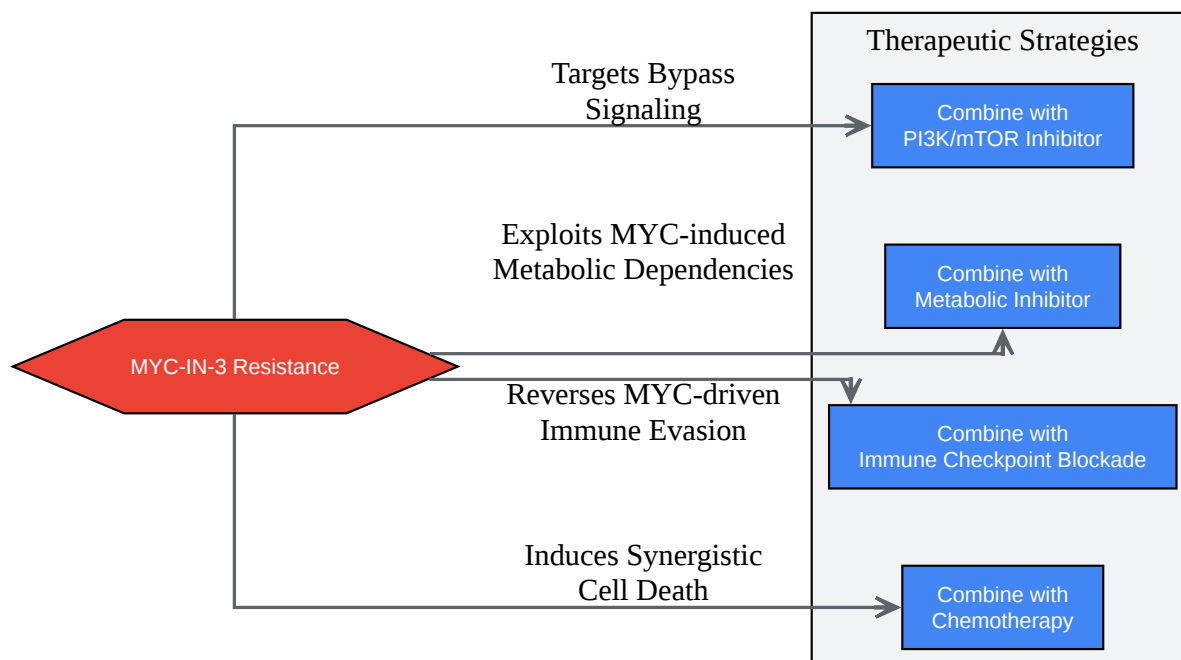 Therapeutic Strategies
Targets Bypass
Signaling
Combine with
PI3K/mTOR Inhibitor
Exploits MYC-induced
Metabolic Dependencies
Combine with
Metabolic Inhibitor
MYC-IN-3 Resistance
Reverses MYC-driven
Immune Evasion
Combine with
Immune Checkpoint Blockade
Induces Synergistic
Cell Death
Combine with
Chemotherapy